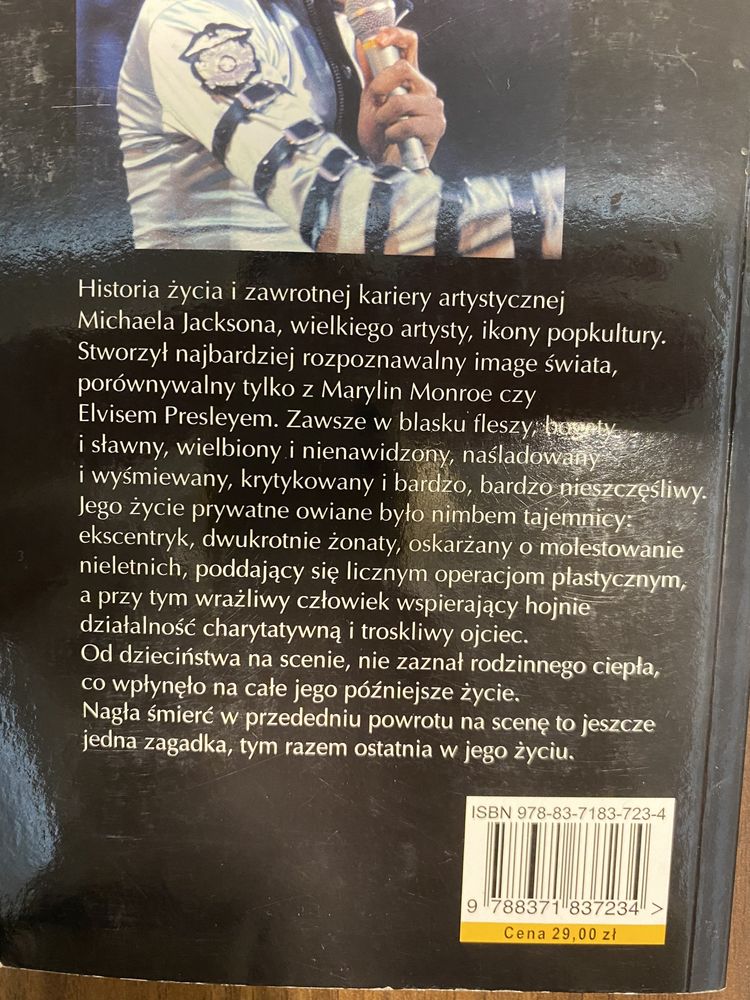 Historia życia i zawrotnej kariery artystycznej
Michaela Jacksona, wielkiego artysty, ikony popkultury.
Stworzył najbardziej rozpoznawalny image świata,
porównywalny tylko z Marylin Monroe czy
Elvisem Presleyem. Zawsze w blasku fleszy, bogaty
i sławny, wielbiony i nienawidzony, naśladowany
i wyśmiewany, krytykowany i bardzo, bardzo nieszczęśliwy.
Jego życie prywatne owiane było nimbem tajemnicy:
ekscentryk, dwukrotnie żonaty, oskarżany o molestowanie
nieletnich, poddający się licznym operacjom plastycznym,
a przy tym wrażliwy człowiek wspierający hojnie
działalność charytatywną i troskliwy ojciec.
Od dzieciństwa na scenie, nie zaznał rodzinnego ciepła,
co wpłynęło na całe jego późniejsze życie.
Nagła śmierć w przededniu powrotu na scenę to jeszcze
jedna zagadka, tym razem ostatnia w jego życiu.
ISBN 978-83-7183-723-4
9 788371 837234 >
Cena 29,00 zł